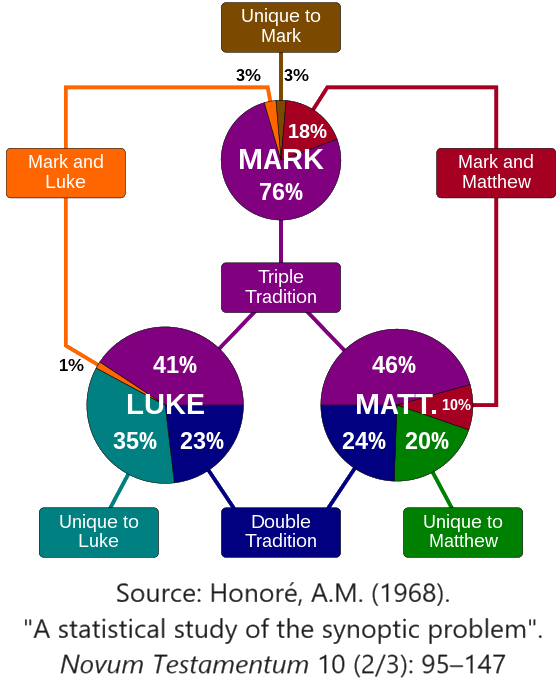 Unique to
Mark
3%
3%
18%
MARK
76%
Mark and
Luke
Mark and
Matthew
Triple
Tradition
1%
41%
LUKE
35%
23%
46%
MATT.
10%
24%
20%
Unique to
Luke
Double
Tradition
Unique to
Matthew
Source: Honoré, A.M. (1968).
"A statistical study of the synoptic problem".
Novum Testamentum 10 (2/3): 95–147